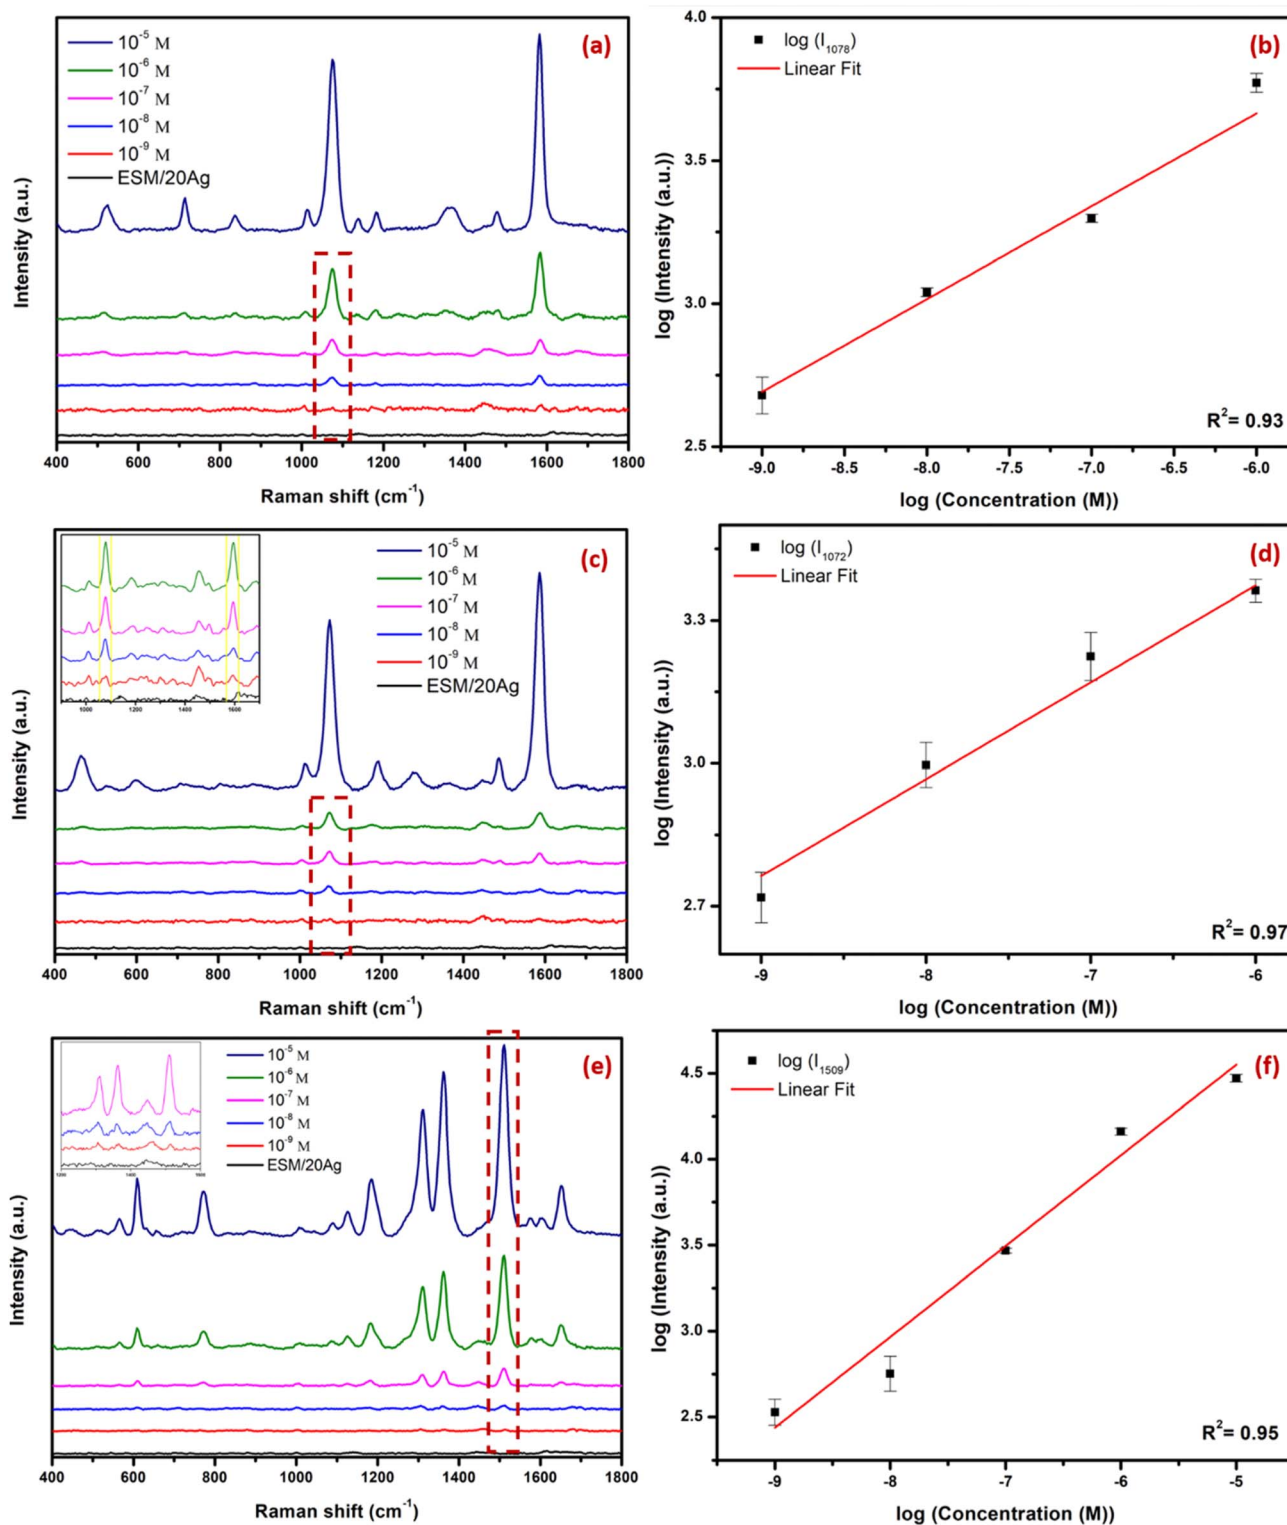 (a)
10⁻⁵ M
10⁻⁶ M
10⁻⁷ M
10⁻⁸ M
10⁻⁹ M
ESM/20Ag
Intensity (a.u.)
400 600 800 1000 1200 1400 1600 1800
Raman shift (cm⁻¹)
(b)
log (I₁₀₇₈)
Linear Fit
4.0
3.5
3.0
2.5
log (Intensity (a.u.))
R²= 0.93
-9.0 -8.5 -8.0 -7.5 -7.0 -6.5 -6.0
log (Concentration (M))
(c)
10⁻⁵ M
10⁻⁶ M
10⁻⁷ M
10⁻⁸ M
10⁻⁹ M
ESM/20Ag
1000 1200 1400 1600
Intensity (a.u.)
400 600 800 1000 1200 1400 1600 1800
Raman shift (cm⁻¹)
(d)
log (I₁₀₇₂)
Linear Fit
3.3
3.0
2.7
log (Intensity (a.u.))
R²= 0.97
-9 -8 -7 -6
log (Concentration (M))
(e)
10⁻⁵ M
10⁻⁶ M
10⁻⁷ M
10⁻⁸ M
10⁻⁹ M
ESM/20Ag
1200 1400 1600
Intensity (a.u.)
400 600 800 1000 1200 1400 1600 1800
Raman shift (cm⁻¹)
(f)
log (I₁₅₀₉)
Linear Fit
4.5
4.0
3.5
3.0
2.5
log (Intensity (a.u.))
R²= 0.95
-9 -8 -7 -6 -5
log (Concentration (M))